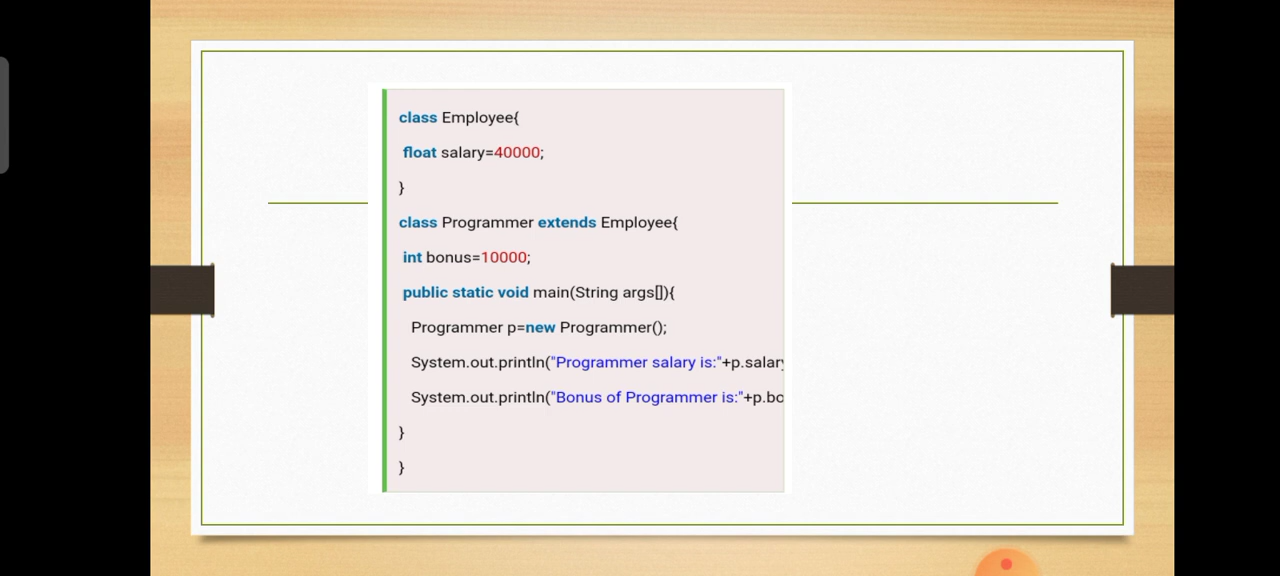 class Employee{
float salary=40000;
}
class Programmer extends Employee{
int bonus=10000;
public static void main(String args[]){
Programmer p=new Programmer();
System.out.println("Programmer salary is:"+p.salary
System.out.println("Bonus of Programmer is:"+p.bo
}
}